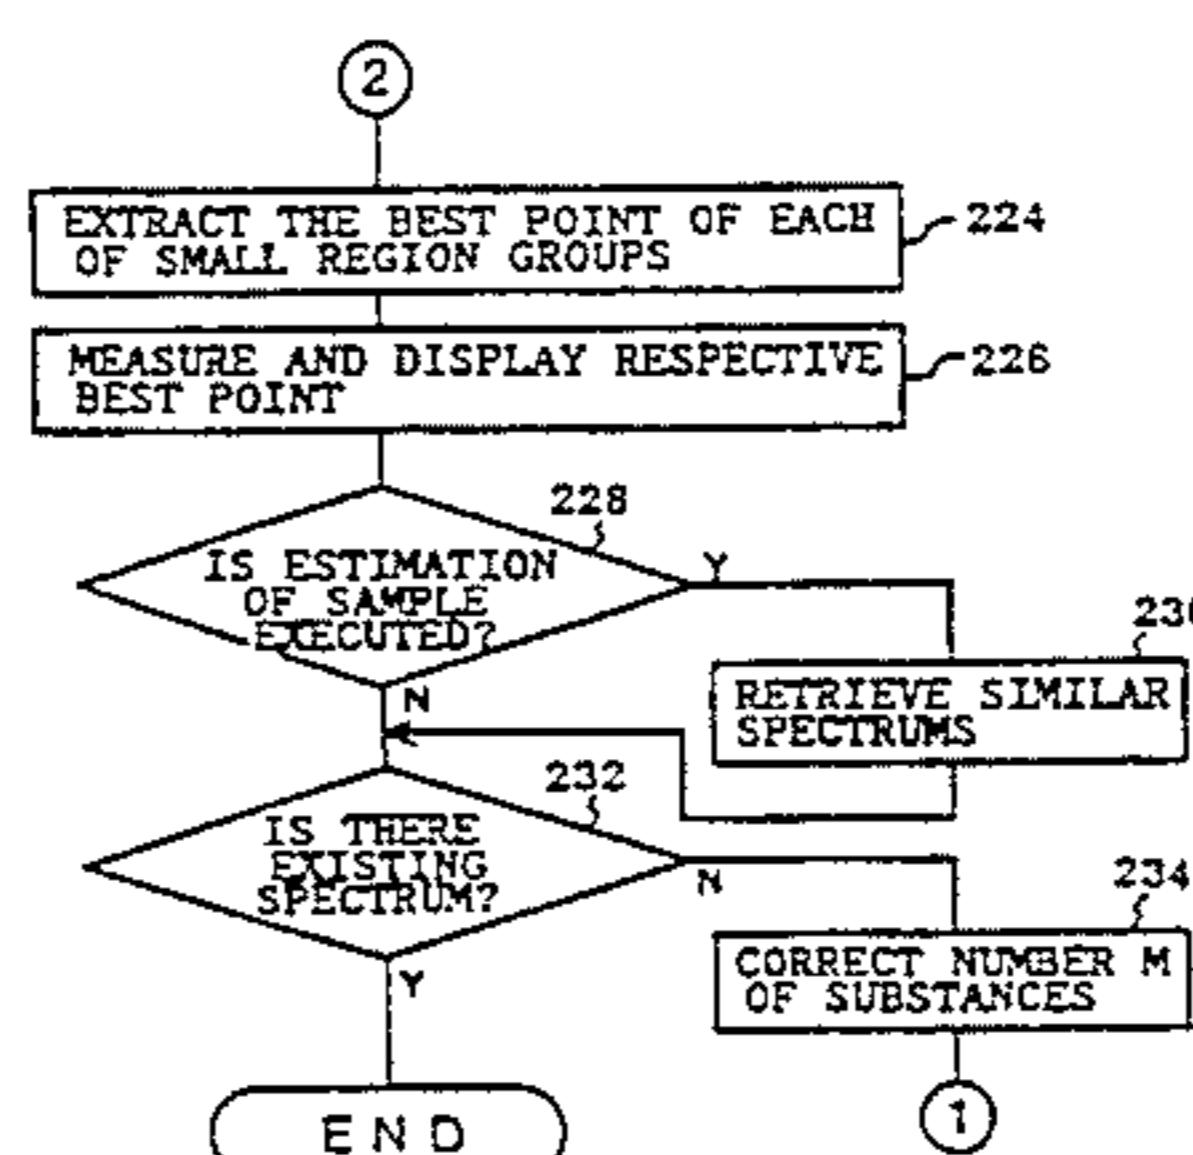 2
EXTRACT THE BEST POINT OF EACH
OF SMALL REGION GROUPS
224
MEASURE AND DISPLAY RESPECTIVE
BEST POINT
226
228
IS ESTIMATION
OF SAMPLE
EXECUTED?
Y
N
230
RETRIEVE SIMILAR
SPECTRUMS
232
IS THERE
EXISTING
SPECTRUM?
N
Y
234
CORRECT NUMBER M
OF SUBSTANCES
END
1